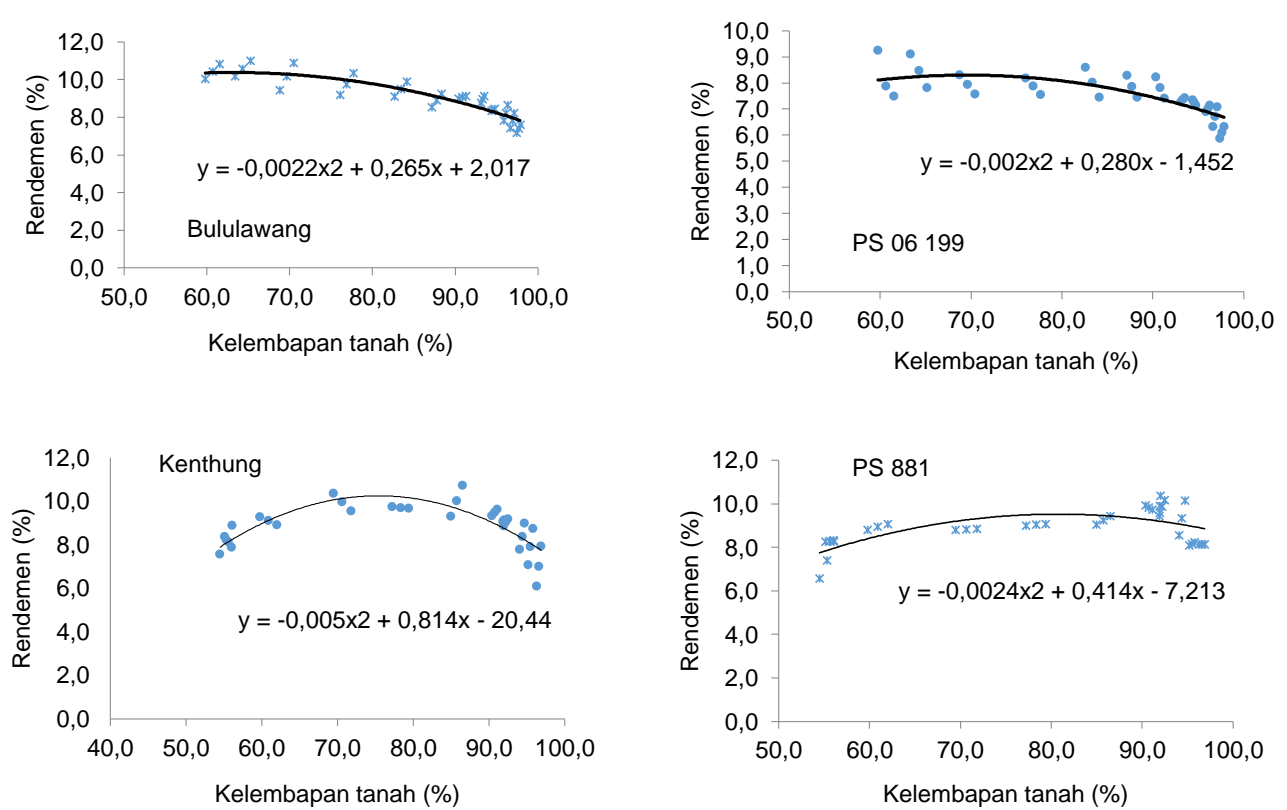 12,0
10,0
8,0
6,0
4,0
2,0
0,0
50,0 60,0 70,0 80,0 90,0 100,0
Rendemen (%)
Kelembapan tanah (%)
y = -0,0022x2 + 0,265x + 2,017
Bululawang
10,0
9,0
8,0
7,0
6,0
5,0
4,0
3,0
2,0
1,0
0,0
50,0 60,0 70,0 80,0 90,0 100,0
Rendemen (%)
Kelembapan tanah (%)
y = -0,002x2 + 0,280x - 1,452
PS 06 199
12,0
10,0
8,0
6,0
4,0
2,0
0,0
40,0 50,0 60,0 70,0 80,0 90,0 100,0
Rendemen (%)
Kelembapan tanah (%)
Kenthung
y = -0,005x2 + 0,814x - 20,44
12,0
10,0
8,0
6,0
4,0
2,0
0,0
50,0 60,0 70,0 80,0 90,0 100,0
Rendemen (%)
Kelembapan tanah (%)
PS 881
y = -0,0024x2 + 0,414x - 7,213